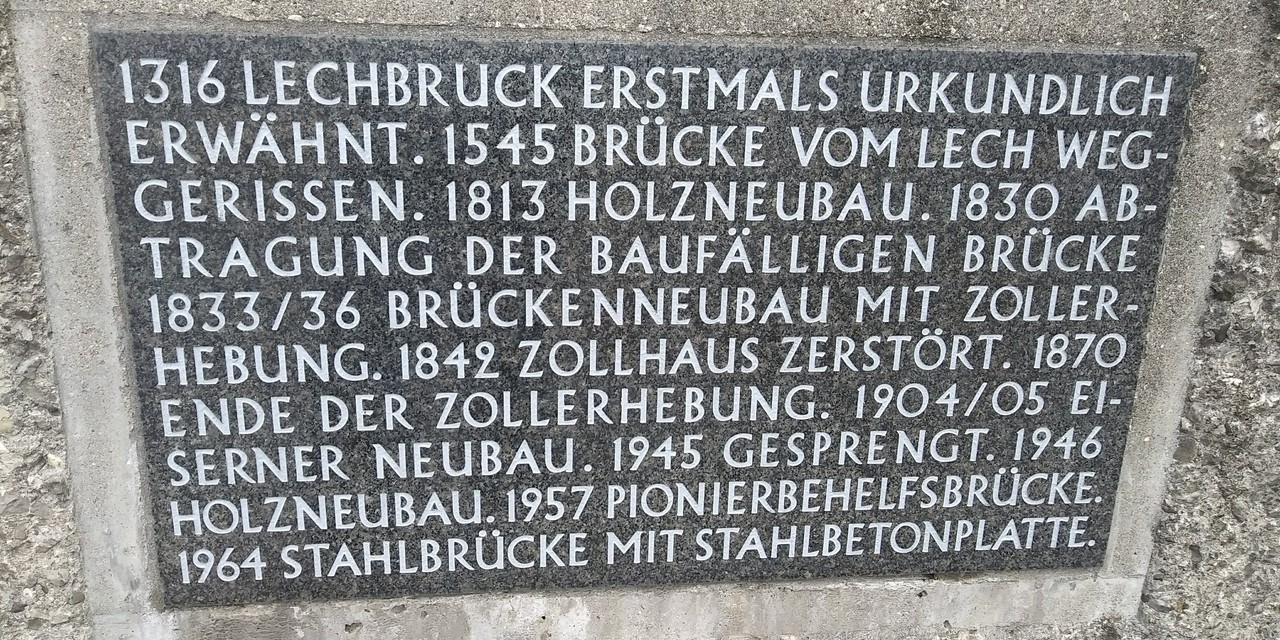 1316 LECHBRUCK ERSTMALS URKUNDLICH
ERWÄHNT. 1545 BRÜCKE VOM LECH WEG-
GERISSEN. 1813 HOLZNEUBAU. 1830 AB-
TRAGUNG DER BAUFÄLLIGEN BRÜCKE
1833/36 BRÜCKENNEUBAU MIT ZOLLER-
HEBUNG. 1842 ZOLLHAUS ZERSTÖRT. 1870
ENDE DER ZOLLERHEBUNG. 1904/05 EI-
SERNER NEUBAU. 1945 GESPRENGT. 1946
HOLZNEUBAU. 1957 PIONIERBEHELFSBRÜCKE.
1964 STAHLBRÜCKE MIT STAHLBETONPLATTE.